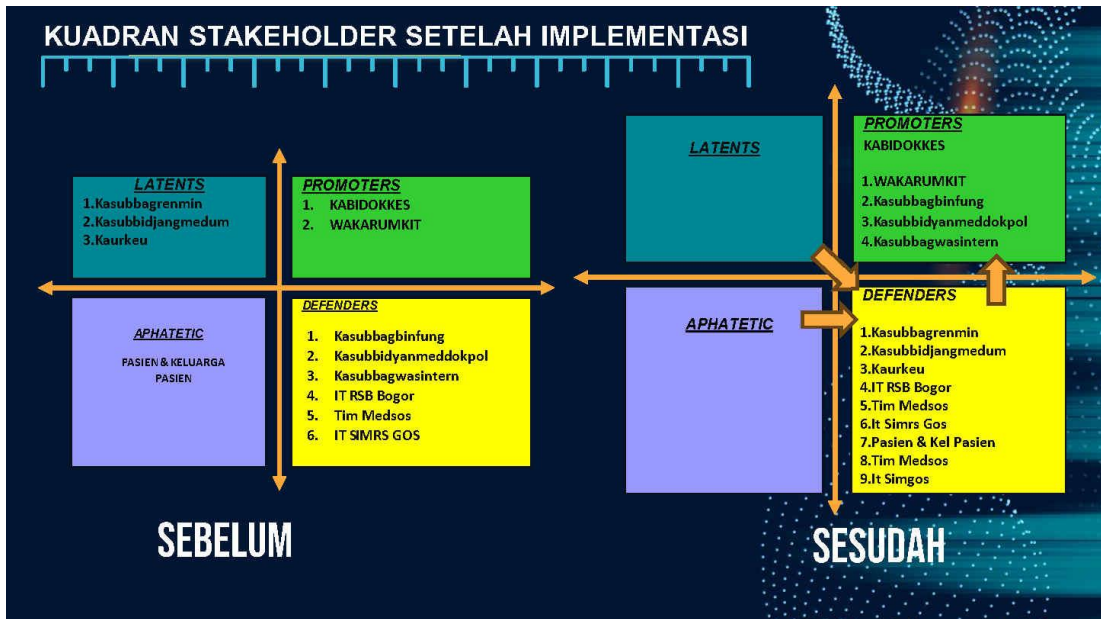 KUADRAN STAKEHOLDER SETELAH IMPLEMENTASI
LATENTS
1.Kasubbagrenmin
2.Kasubbidjangmedum
3.Kaurkeu
PROMOTERS
1. KABIDOKKES
2. WAKARUMKIT
APHATETIC
PASIEN & KELUARGA
PASIEN
DEFENDERS
1. Kasubbagbinfung
2. Kasubbidyanmeddokpol
3. Kasubbagwasintern
4. IT RSB Bogor
5. Tim Medsos
6. IT SIMRS GOS
SEBELUM
LATENTS
PROMOTERS
KABIDOKKES
1.WAKARUMKIT
2.Kasubbagbinfung
3.Kasubbidyanmeddokpol
4.Kasubbagwasintern
APHATETIC
DEFENDERS
1.Kasubbagrenmin
2.Kasubbidjangmedum
3.Kaurkeu
4.IT RSB Bogor
5.Tim Medsos
6.It Simrs Gos
7.Pasien & Kel Pasien
8.Tim Medsos
9.It Simgos
SESUDAH